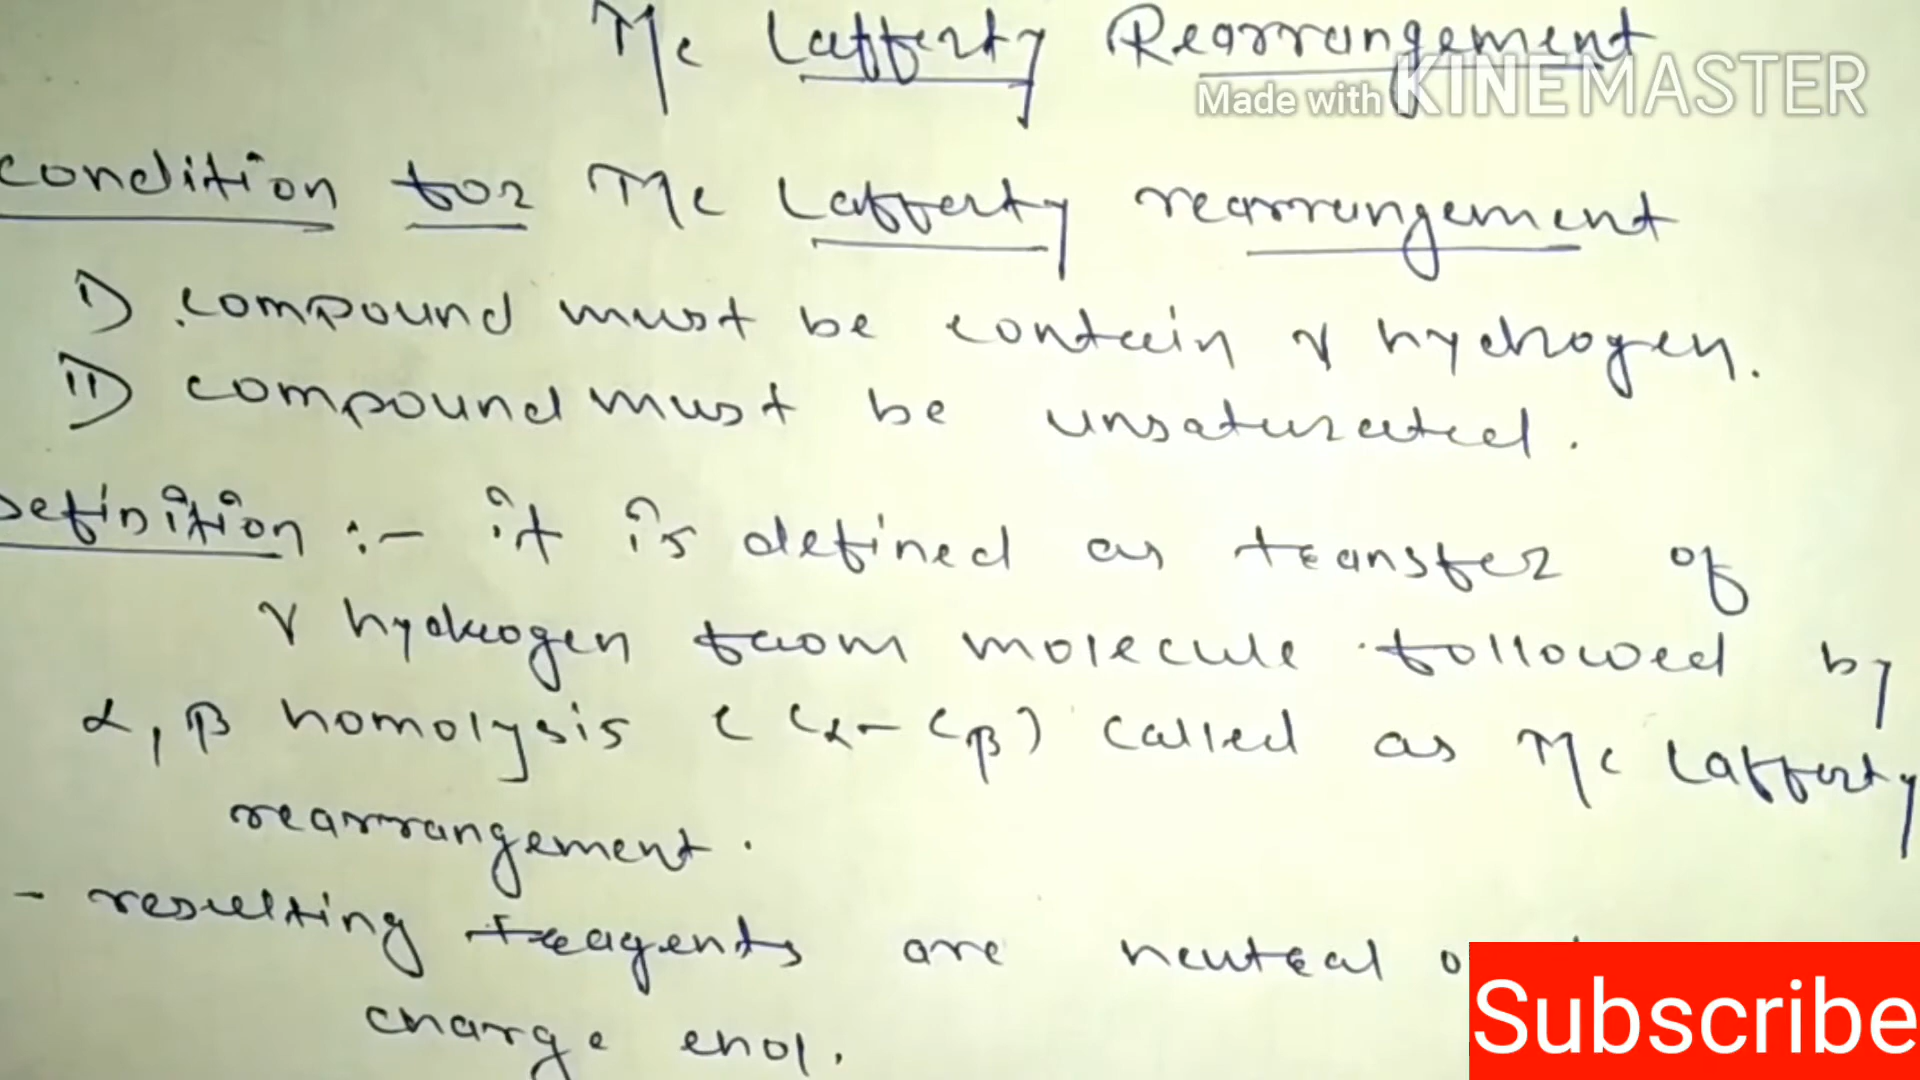 Mc Lafferty Rearrangement
Made with KINEMASTER
condition for Mc Lafferty rearrangement
I) compound must be contain γ hydrogen.
II) compound must be unsaturated.
Definition :- it is defined as transfer of
γ hydrogen from molecule followed by
α, β homolysis (Cα-Cβ) called as Mc Lafferty
rearrangement.
- resulting are neutral
charge enol.
Subscribe